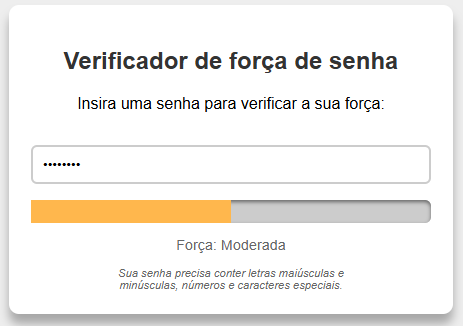 Verificador de força de senha
Insira uma senha para verificar a sua força:
••••••••
Força: Moderada
Sua senha precisa conter letras maiúsculas e
minúsculas, números e caracteres especiais.